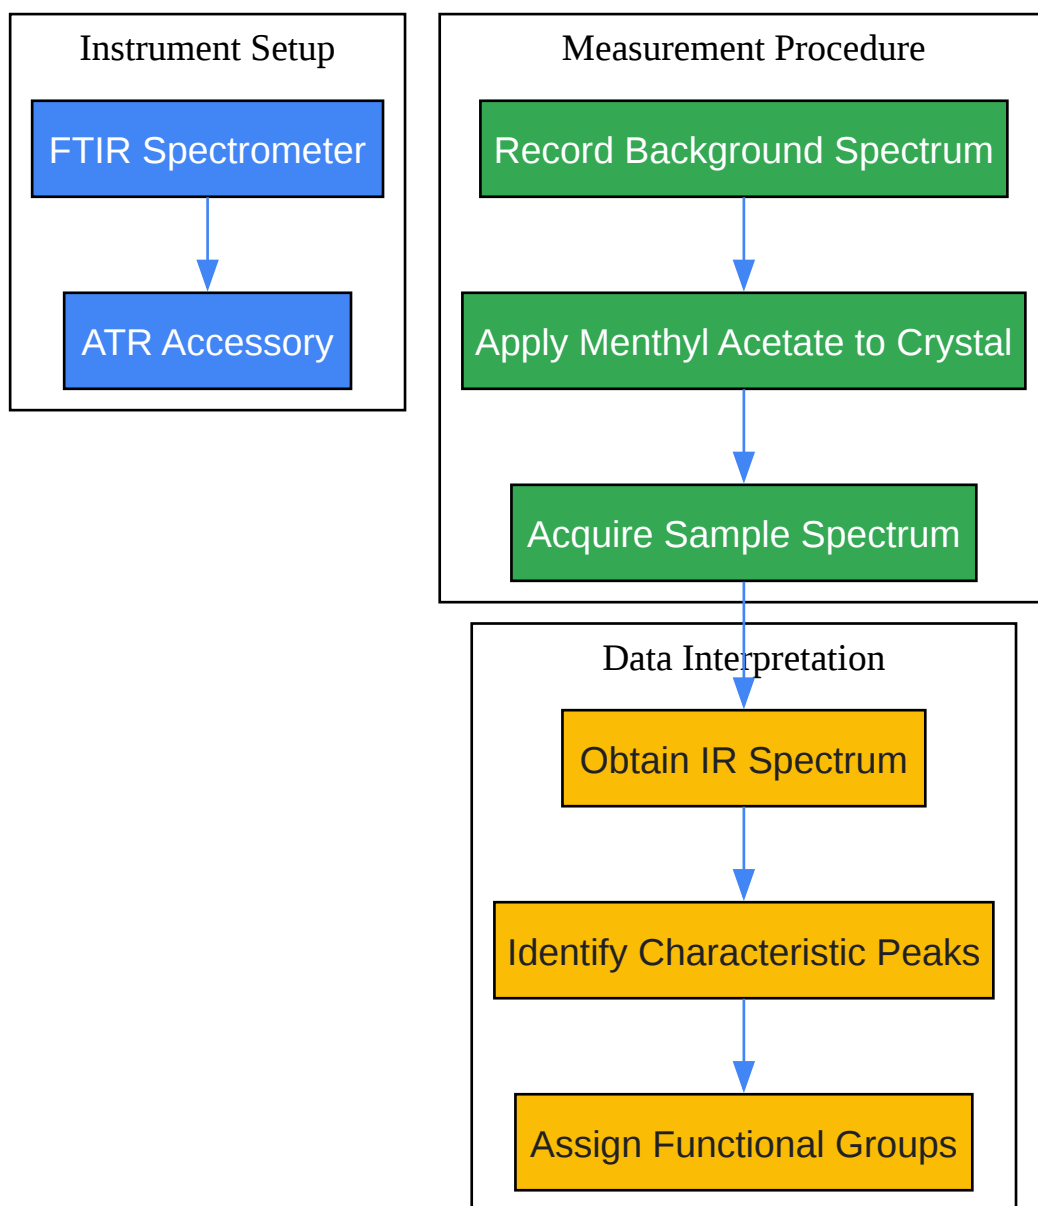 Instrument Setup
FTIR Spectrometer
ATR Accessory
Measurement Procedure
Record Background Spectrum
Apply Menthyl Acetate to Crystal
Acquire Sample Spectrum
Data Interpretation
Obtain IR Spectrum
Identify Characteristic Peaks
Assign Functional Groups